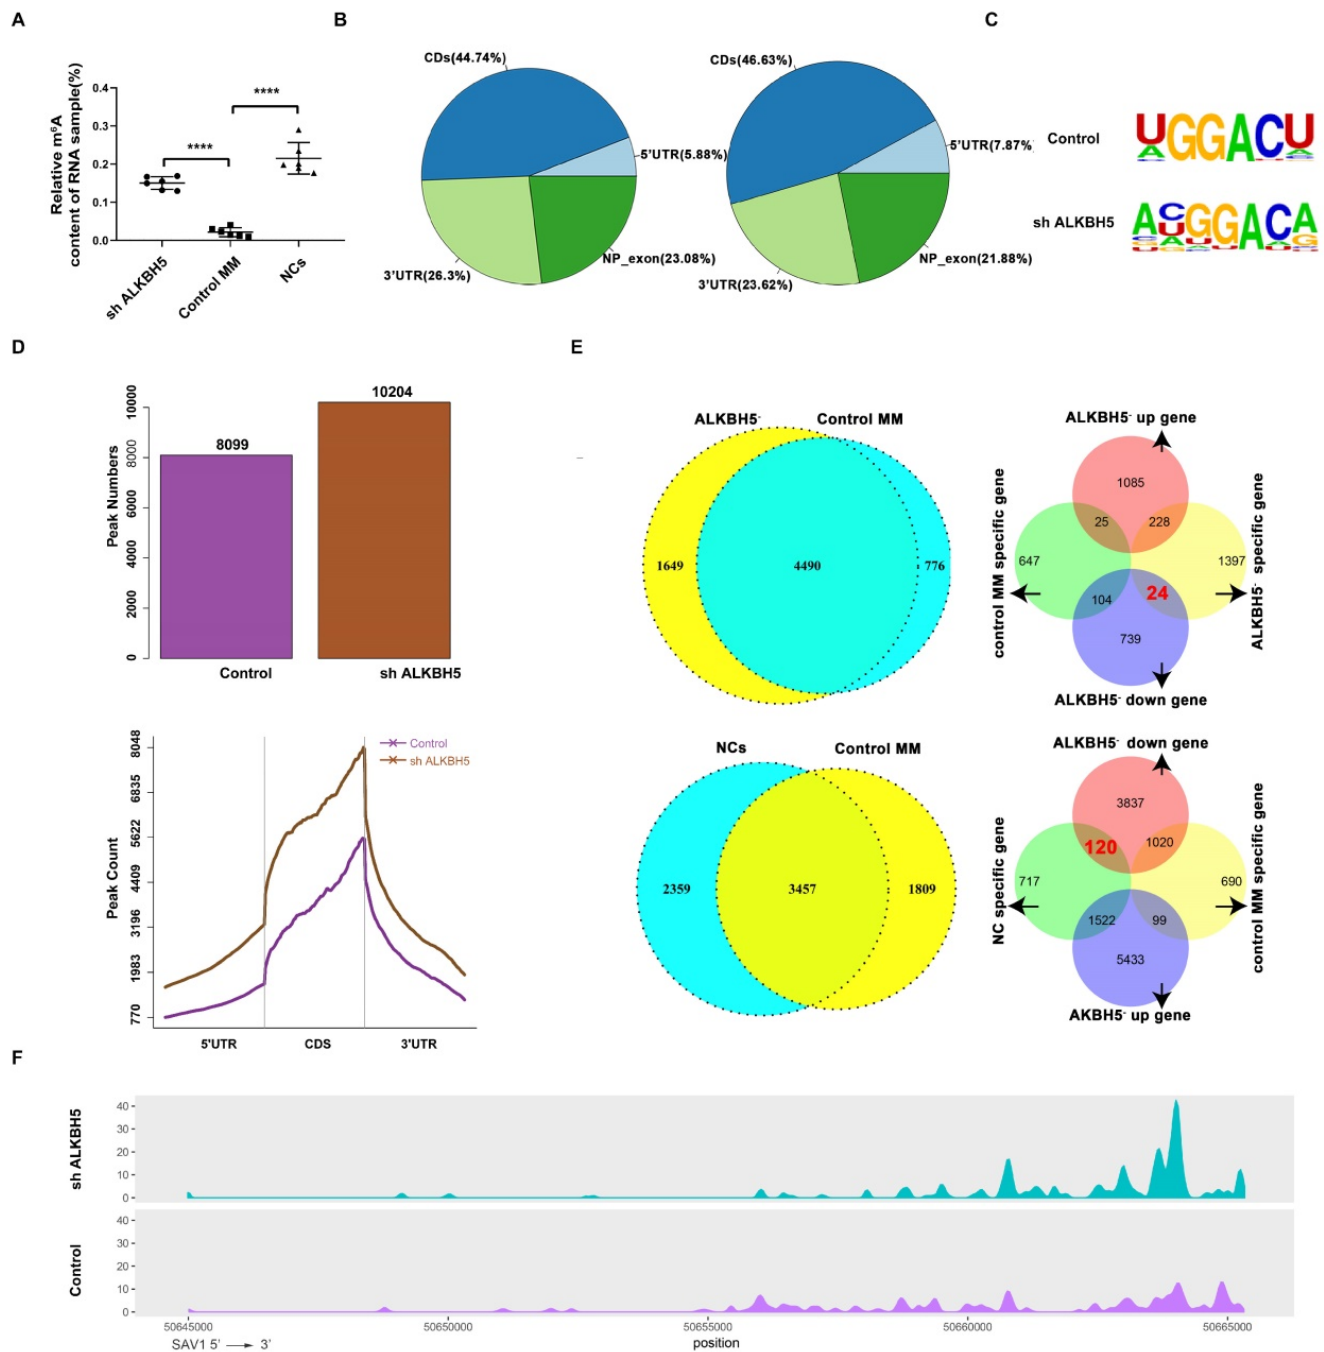 A
B
C
Relative m⁶A
content of RNA sample(%)
0.4
0.3
0.2
0.1
0.0
****
****
sh ALKBH5
Control MM
NCs
CDs(44.74%)
5'UTR(5.88%)
3'UTR(26.3%)
NP_exon(23.08%)
CDs(46.63%)
5'UTR(7.87%)
3'UTR(23.62%)
NP_exon(21.88%)
Control
UGGACU
sh ALKBH5
D
E
Peak Numbers
10000
8000
6000
4000
2000
0
8099
10204
Control
sh ALKBH5
Peak Count
8048
6835
5622
4409
3196
1983
770
Control
sh ALKBH5
5'UTR
CDS
3'UTR
ALKBH5⁻
Control MM
1649
4490
776
ALKBH5⁻ up gene
control MM specific gene
ALKBH5⁻ specific gene
1085
25
228
647
1397
104
24
739
ALKBH5⁻ down gene
NCs
Control MM
2359
3457
1809
ALKBH5⁻ down gene
NC specific gene
control MM specific gene
3837
120
1020
717
690
1522
99
5433
AKBH5⁻ up gene
F
sh ALKBH5
40
30
20
10
0
Control
40
30
20
10
0
50645000
50650000
50655000
50660000
50665000
SAV1 5' → 3'
position